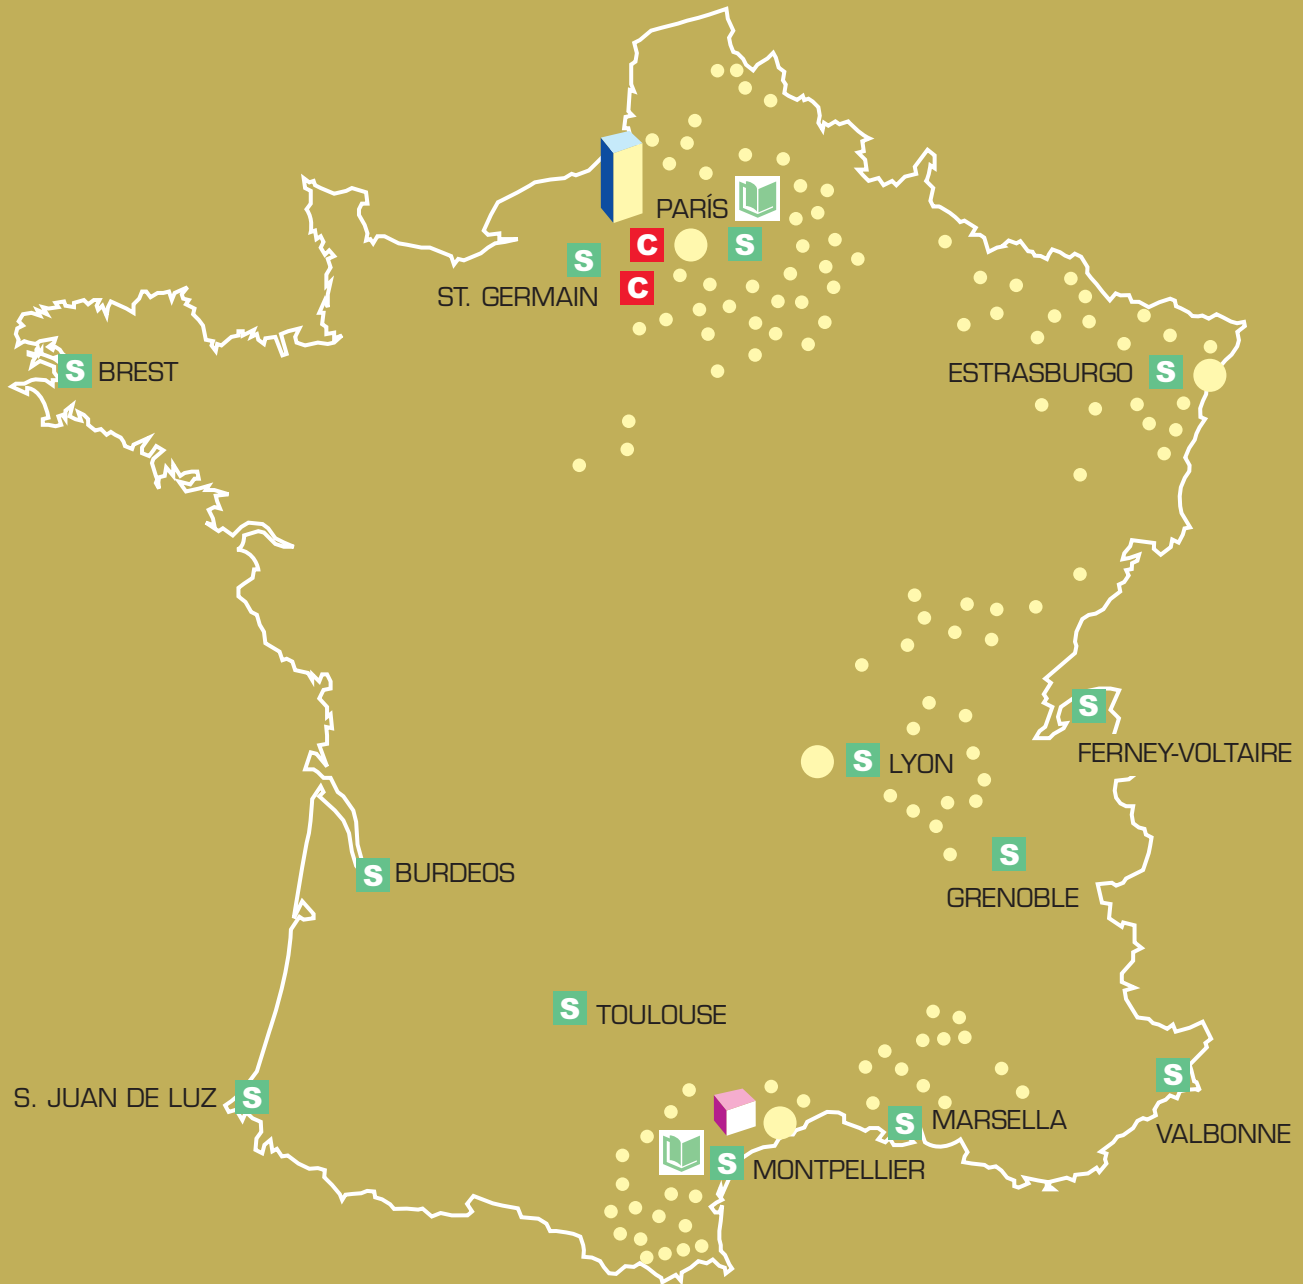 PARÍS
C
S
S
C
ST. GERMAIN
S
BREST
ESTRASBURGO
S
S
FERNEY-VOLTAIRE
S
LYON
S
GRENOBLE
S
BURDEOS
S
TOULOUSE
S
VALBONNE
S. JUAN DE LUZ
S
S
MARSELLA
S
MONTPELLIER